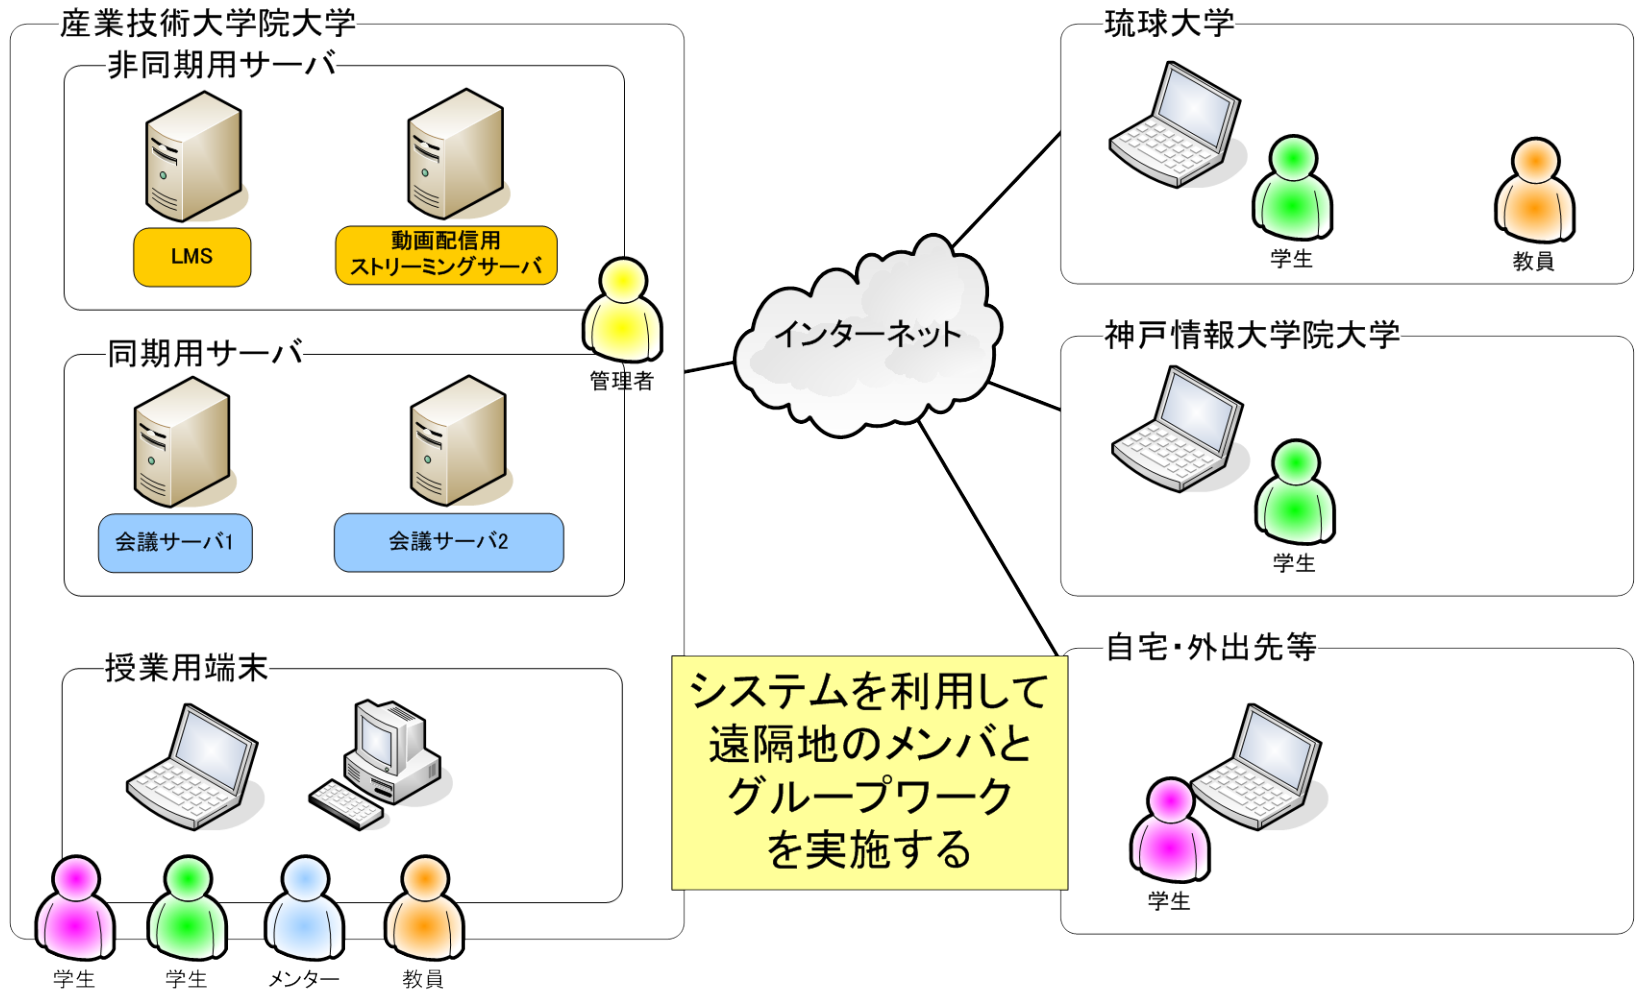 産業技術大学院大学
非同期用サーバ
LMS
動画配信用
ストリーミングサーバ
管理者
同期用サーバ
会議サーバ1
会議サーバ2
授業用端末
学生
学生
メンター
教員
インターネット
システムを利用して
遠隔地のメンバと
グループワーク
を実施する
琉球大学
学生
教員
神戸情報大学院大学
学生
自宅・外出先等
学生